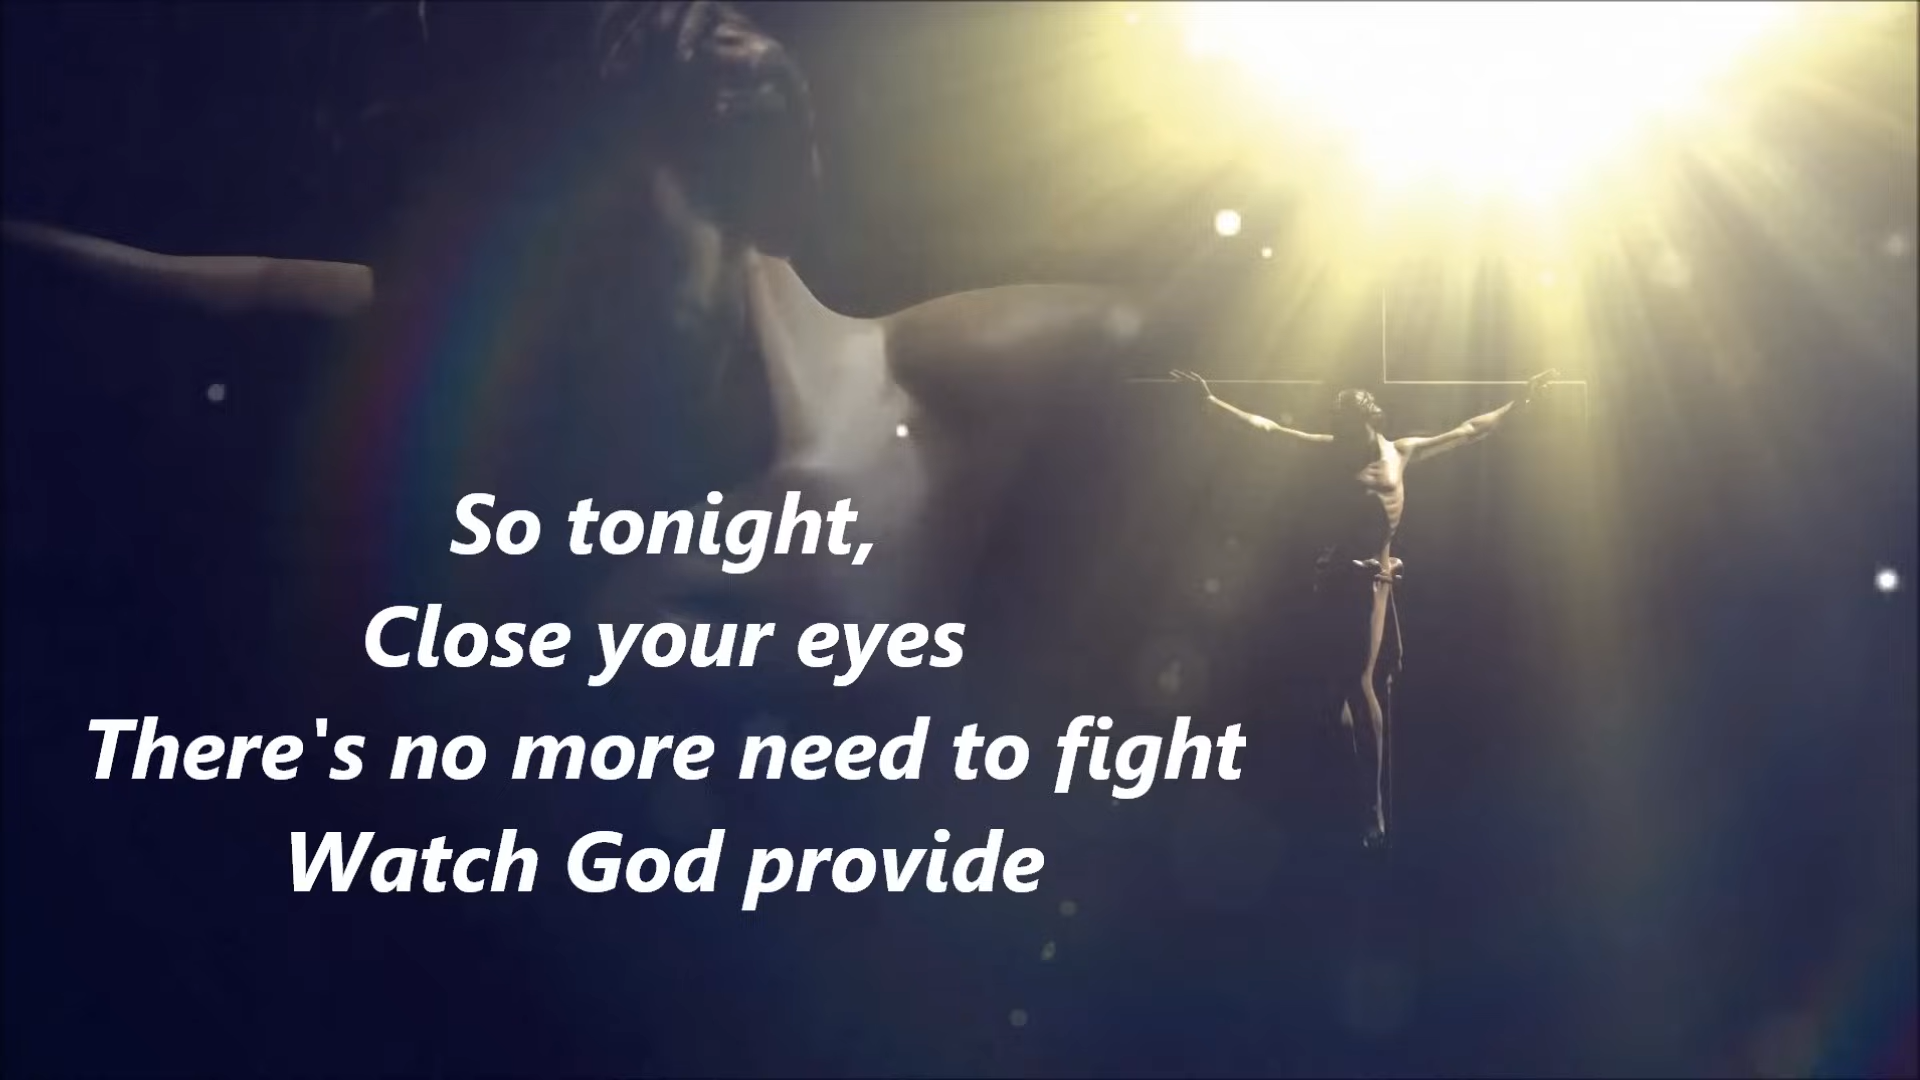 So tonight,
Close your eyes
There's no more need to fight
Watch God provide